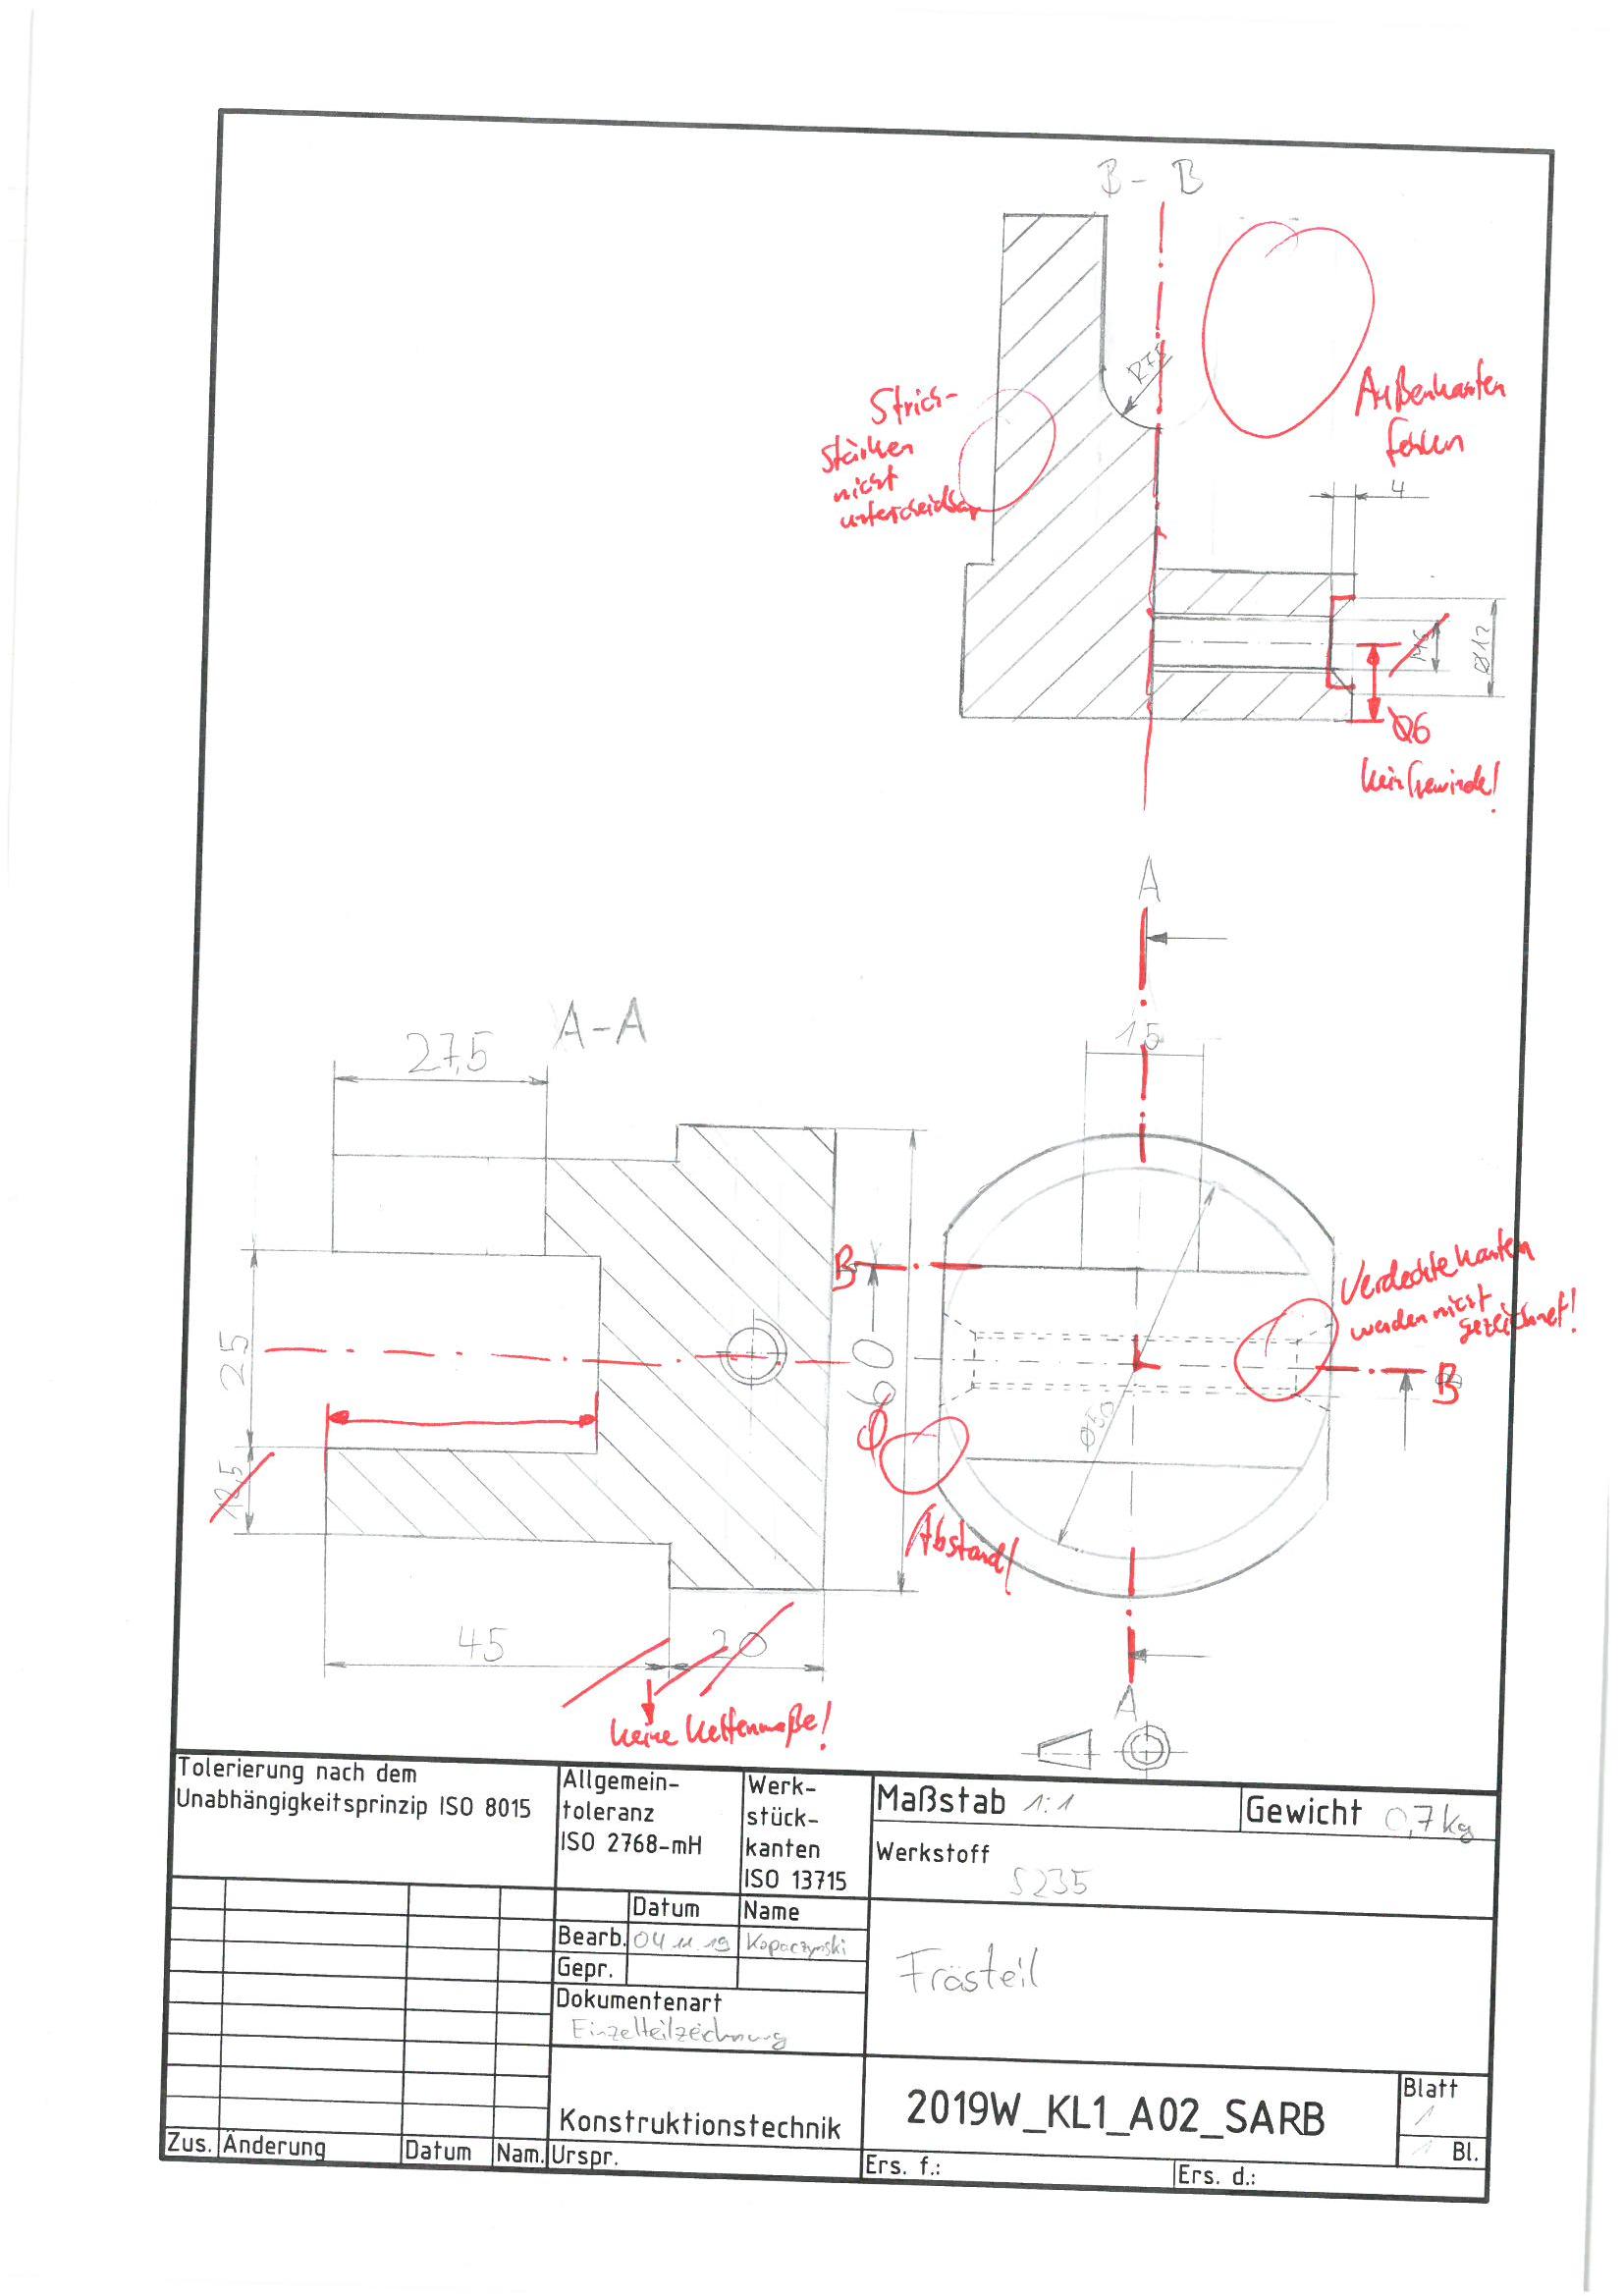 B - B
R7,5
Strich-
stärken
nicht
unterscheidbar
Außenkanten
fehlen
4
M6
Ø12
Ø6
kein Gewinde!
A
A-A
27,5
15
B
60
Ø
25
12,5
Ø50
Verdeckte Kanten
werden nicht
gezeichnet!
B
Abstand!
45
20
keine Kettenmaße!
A
Tolerierung nach dem
Unabhängigkeitsprinzip ISO 8015
Allgemein-
toleranz
ISO 2768-mH
Werk-
stück-
kanten
ISO 13715
Maßstab 1:1
Gewicht 0,7kg
Werkstoff
S235
Datum Name
Bearb. 04.11.19 Kopaczynski
Gepr.
Dokumentenart
Einzelteilzeichnung
Frästeil
Konstruktionstechnik
2019W_KL1_A02_SARB
Blatt
1
1 Bl.
Zus. Änderung Datum Nam. Urspr. Ers. f.: Ers. d.: